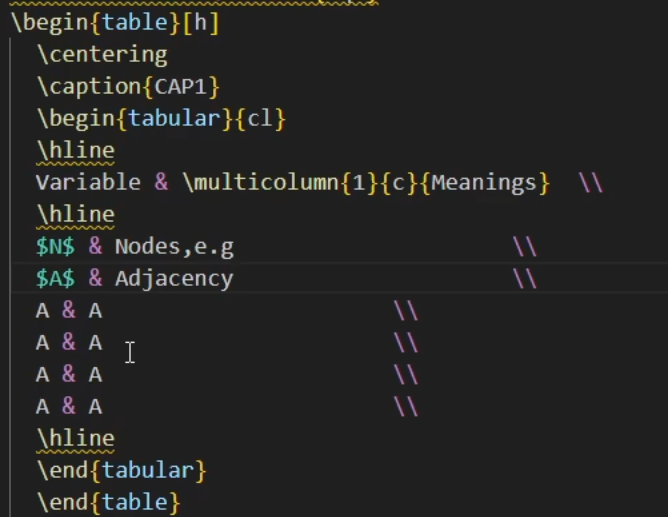 \begin{table}[h]
\centering
\caption{CAP1}
\begin{tabular}{cl}
\hline
Variable & \multicolumn{1}{c}{Meanings} \\
\hline
$N$ & Nodes,e.g \\
$A$ & Adjacency \\
A & A \\
A & A \\
A & A \\
A & A \\
\hline
\end{tabular}
\end{table}